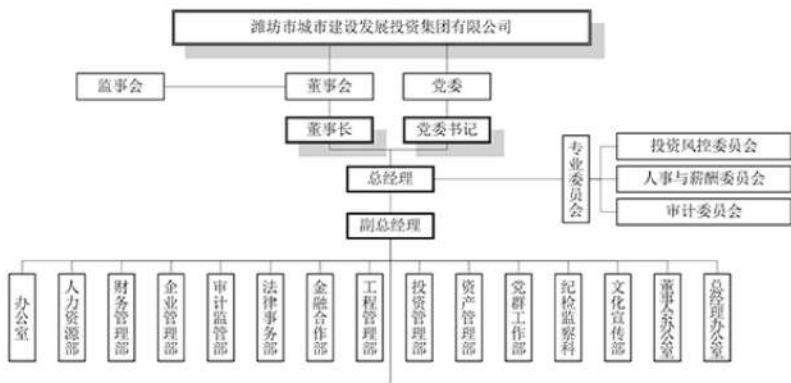 潍坊市城市建设发展投资集团有限公司
监事会
董事会
党委
董事长
党委书记
总经理
副总经理
专业委员会
投资风控委员会
人事与薪酬委员会
审计委员会
办公室
人力资源部
财务管理部
企业管理部
审计监管部
法律事务部
金融合作部
工程管理部
投资管理部
资产管理部
党群工作部
纪检监察科
文化宣传部
董事会办公室
总经理办公室